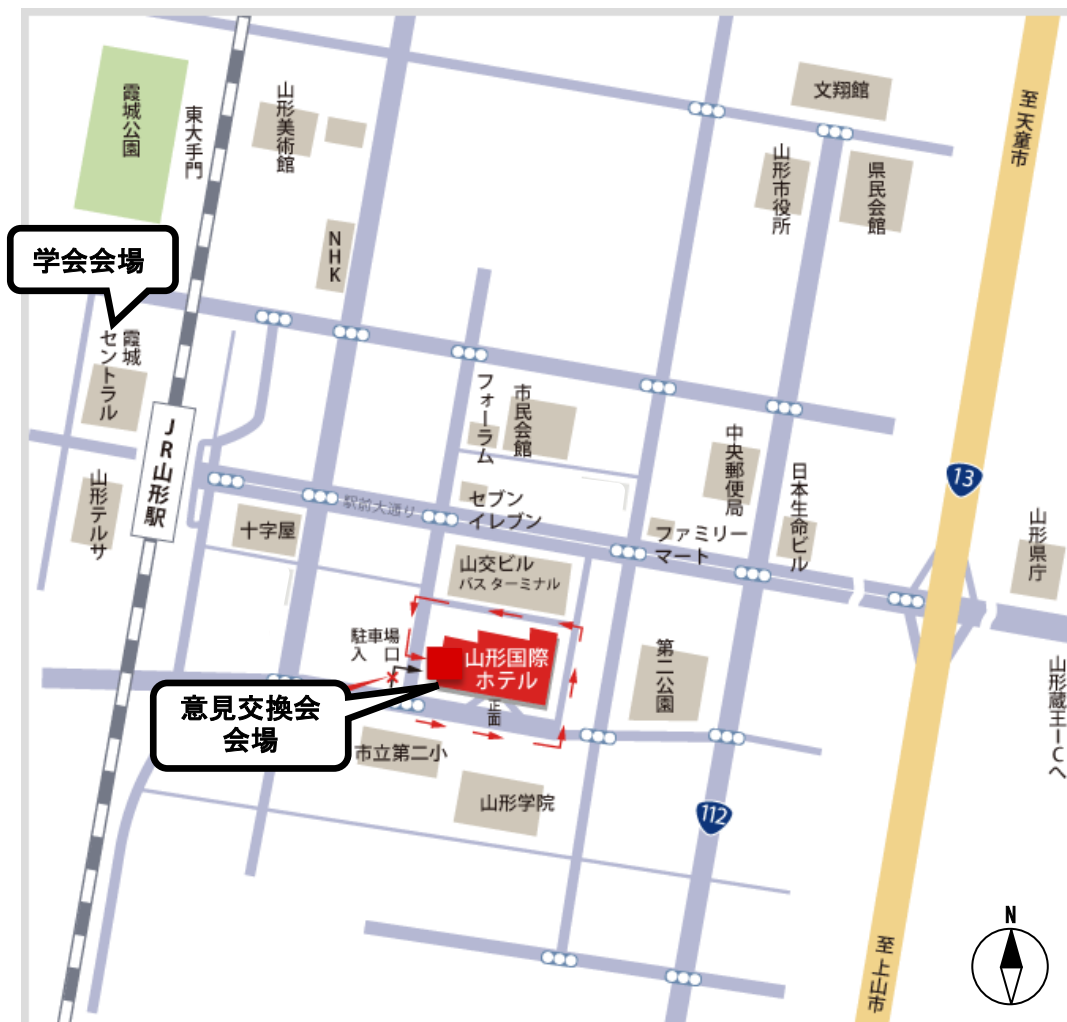 文翔館
至 天童市
霞城公園
東大手門
山形美術館
山形市役所
県民会館
NHK
学会会場
霞城
セントラル
JR山形駅
山形テルサ
フォーラム
市民会館
中央郵便局
日本生命ビル
13
駅前大通り
セブン
イレブン
ファミリー
マート
十字屋
山形県庁
山交ビル
バス ターミナル
駐車場
入 口
山形国際
ホテル
正面
第二公園
山形蔵王ICへ
意見交換会
会場
市立第二小
山形学院
112
N
至 上山市